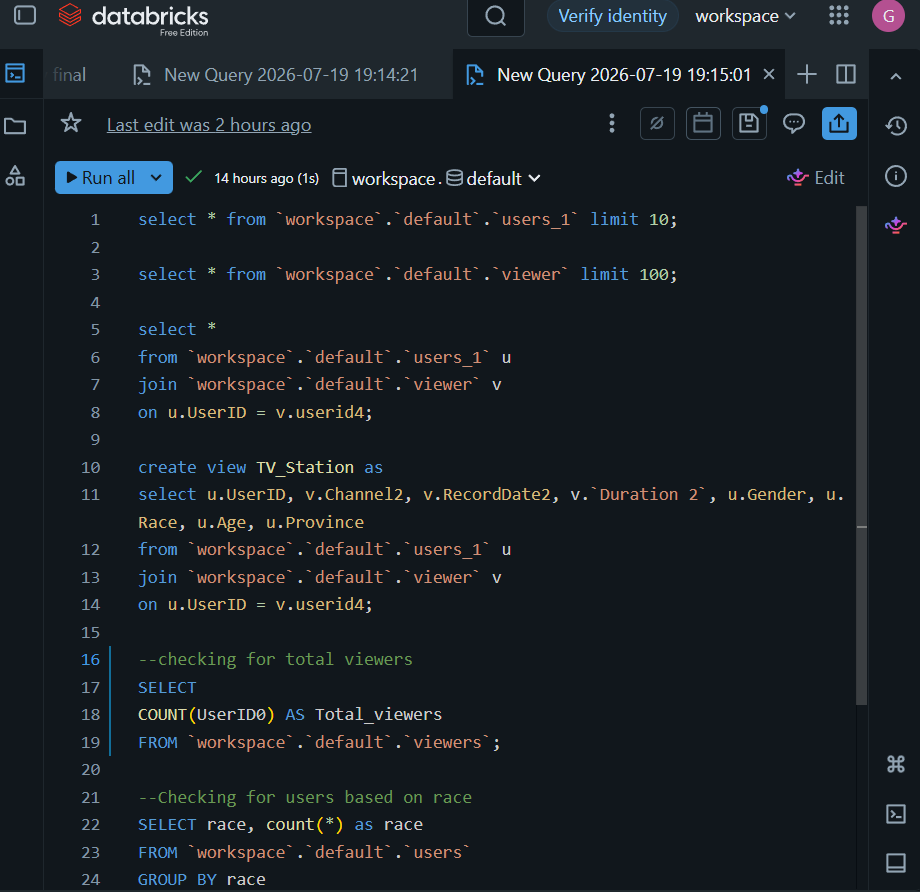 databricks
Free Edition
Verify identity
workspace
G
final
New Query 2026-07-19 19:14:21
New Query 2026-07-19 19:15:01
Last edit was 2 hours ago
Run all
14 hours ago (1s)
workspace . default
Edit
1 select * from `workspace`.`default`.`users_1` limit 10;
2
3 select * from `workspace`.`default`.`viewer` limit 100;
4
5 select *
6 from `workspace`.`default`.`users_1` u
7 join `workspace`.`default`.`viewer` v
8 on u.UserID = v.userid4;
9
10 create view TV_Station as
11 select u.UserID, v.Channel2, v.RecordDate2, v.`Duration 2`, u.Gender, u.
Race, u.Age, u.Province
12 from `workspace`.`default`.`users_1` u
13 join `workspace`.`default`.`viewer` v
14 on u.UserID = v.userid4;
15
16 --checking for total viewers
17 SELECT
18 COUNT(UserID0) AS Total_viewers
19 FROM `workspace`.`default`.`viewers`;
20
21 --Checking for users based on race
22 SELECT race, count(*) as race
23 FROM `workspace`.`default`.`users`
24 GROUP BY race